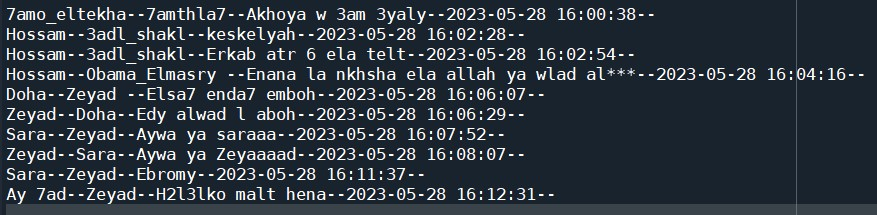 7amo_eltekha--7amthla7--Akhoya w 3am 3yaly--2023-05-28 16:00:38--
Hossam--3adl_shakl--keskelyah--2023-05-28 16:02:28--
Hossam--3adl_shakl--Erkab atr 6 ela telt--2023-05-28 16:02:54--
Hossam--Obama_Elmasry --Enana la nkhsha ela allah ya wlad al***--2023-05-28 16:04:16--
Doha--Zeyad --Elsa7 enda7 emboh--2023-05-28 16:06:07--
Zeyad--Doha--Edy alwad l aboh--2023-05-28 16:06:29--
Sara--Zeyad--Aywa ya saraaa--2023-05-28 16:07:52--
Zeyad--Sara--Aywa ya Zeyaaaad--2023-05-28 16:08:07--
Sara--Zeyad--Ebromy--2023-05-28 16:11:37--
Ay 7ad--Zeyad--H2l3lko malt hena--2023-05-28 16:12:31--